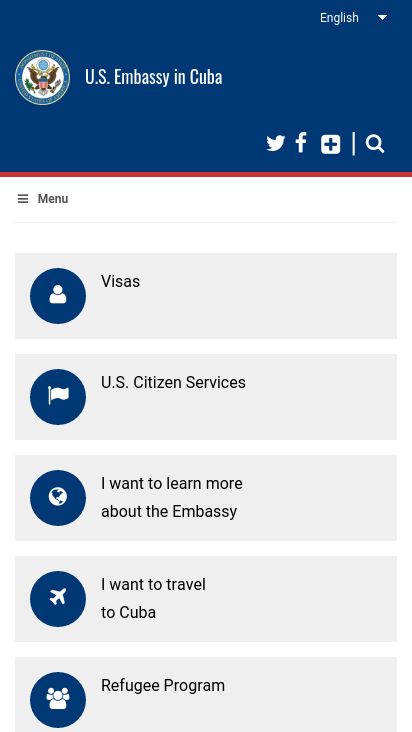 English
U.S. Embassy in Cuba
Menu
Visas
U.S. Citizen Services
I want to learn more
about the Embassy
I want to travel
to Cuba
Refugee Program